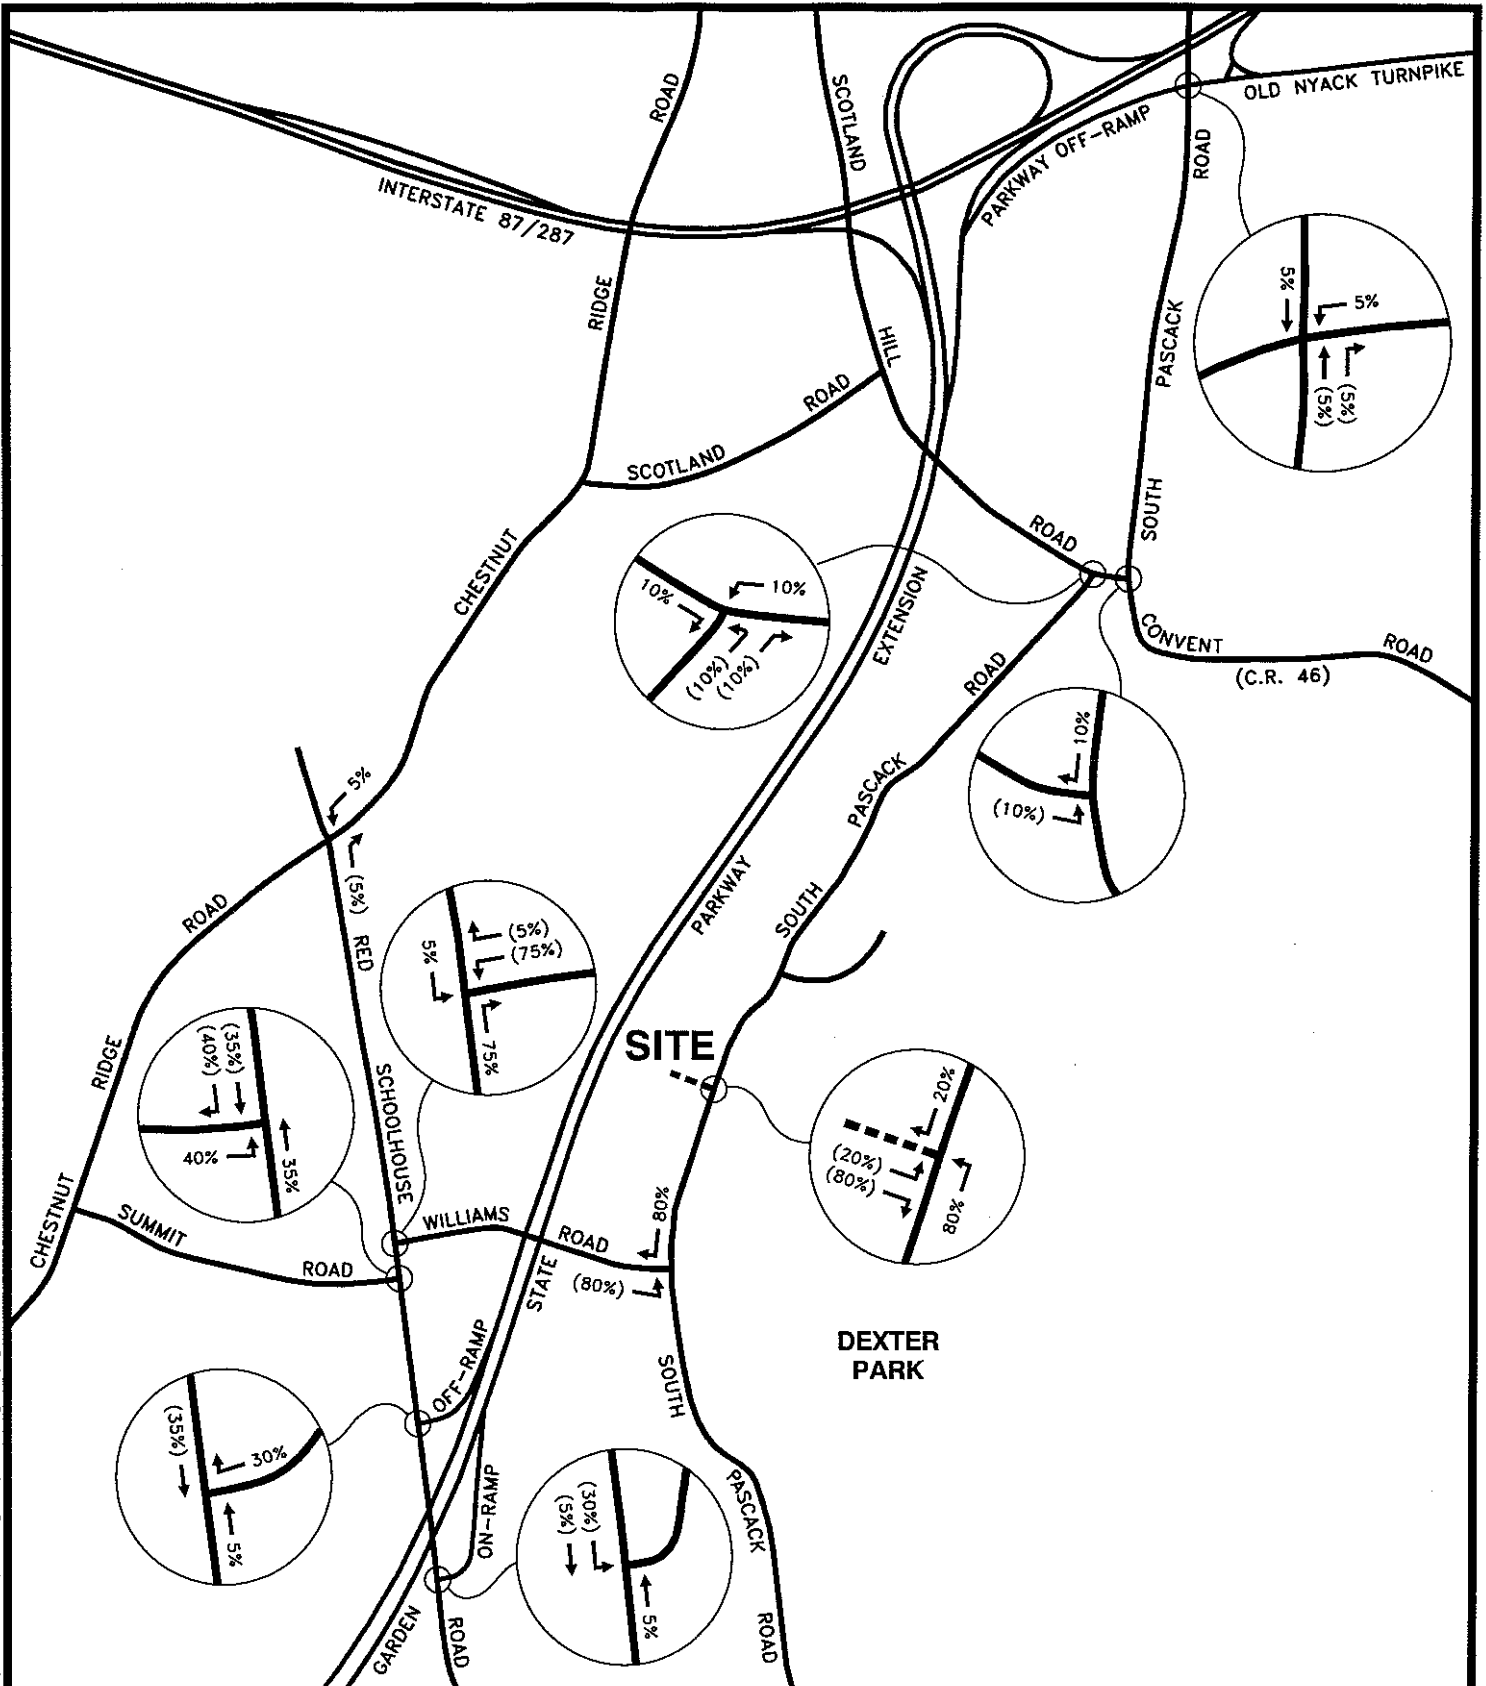 ROAD
SCOTLAND
OLD NYACK TURNPIKE
PARKWAY OFF-RAMP
ROAD
INTERSTATE 87/287
RIDGE
HILL
PASCACK
5%
5%
(5%)
(5%)
ROAD
SCOTLAND
SOUTH
ROAD
CHESTNUT
10%
10%
(10%)
(10%)
EXTENSION
CONVENT
ROAD
(C.R. 46)
ROAD
10%
(10%)
PASCACK
5%
(5%)
ROAD
RED
PARKWAY
SOUTH
(5%)
(75%)
5%
75%
SITE
RIDGE
(35%)
(40%)
40%
35%
SCHOOLHOUSE
20%
(20%)
(80%)
80%
CHESTNUT
SUMMIT
ROAD
WILLIAMS
ROAD
80%
(80%)
STATE
DEXTER
PARK
OFF-RAMP
SOUTH
(35%)
30%
5%
ON-RAMP
(30%)
(5%)
5%
PASCACK
GARDEN
ROAD
ROAD